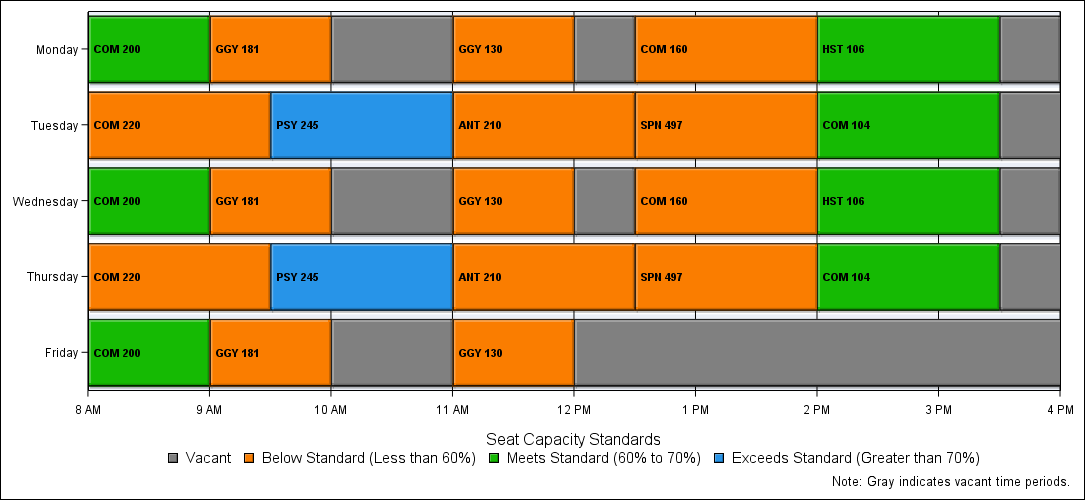 Monday COM 200 GGY 181 GGY 130 COM 160 HST 106
Tuesday COM 220 PSY 245 ANT 210 SPN 497 COM 104
Wednesday COM 200 GGY 181 GGY 130 COM 160 HST 106
Thursday COM 220 PSY 245 ANT 210 SPN 497 COM 104
Friday COM 200 GGY 181 GGY 130
8 AM 9 AM 10 AM 11 AM 12 PM 1 PM 2 PM 3 PM 4 PM
Seat Capacity Standards
Vacant Below Standard (Less than 60%) Meets Standard (60% to 70%) Exceeds Standard (Greater than 70%)
Note: Gray indicates vacant time periods.